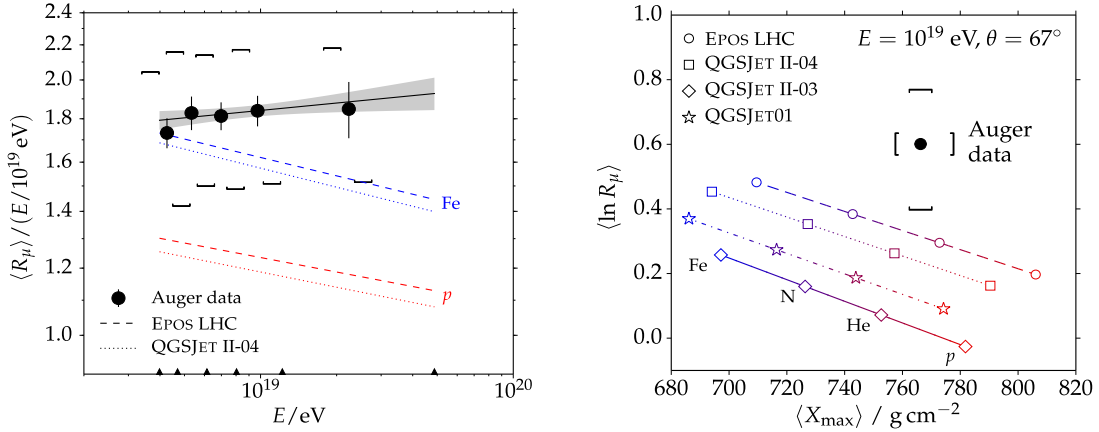 2.4
2.2
2.0
1.8
1.6
1.4
1.2
1.0
⟨R_μ⟩ / (E/10^19 eV)
Fe
p
Auger data
EPOS LHC
QGSJET II-04
10^19
10^20
E/eV
1.0
0.8
0.6
0.4
0.2
0.0
⟨ln R_μ⟩
E = 10^19 eV, θ = 67°
EPOS LHC
QGSJET II-04
QGSJET II-03
QGSJET01
Auger
data
Fe
N
He
p
680 700 720 740 760 780 800 820
⟨X_max⟩ / g cm^−2